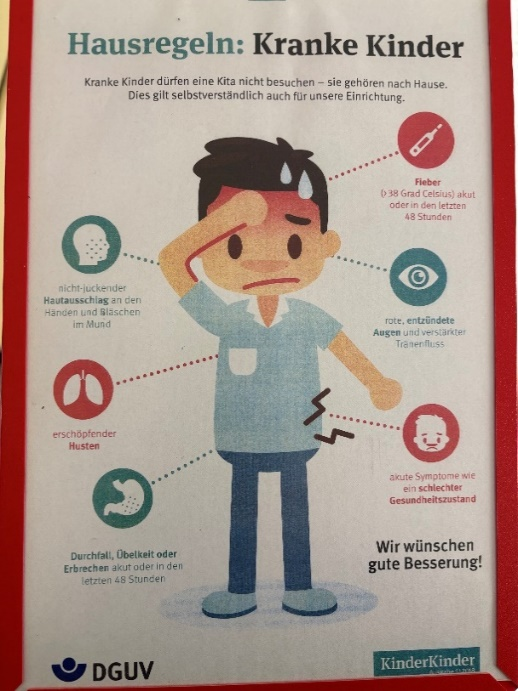 Hausregeln: Kranke Kinder
Kranke Kinder dürfen eine Kita nicht besuchen – sie gehören nach Hause.
Dies gilt selbstverständlich auch für unsere Einrichtung.
Fieber
(>38 Grad Celsius) akut
oder in den letzten
48 Stunden
nicht-juckender
Hautausschlag an den
Händen und Bläschen
im Mund
rote, entzündete
Augen und verstärkter
Tränenfluss
erschöpfender
Husten
akute Symptome wie
ein schlechter
Gesundheitszustand
Durchfall, Übelkeit oder
Erbrechen akut oder in den
letzten 48 Stunden
Wir wünschen
gute Besserung!
DGUV
KinderKinder